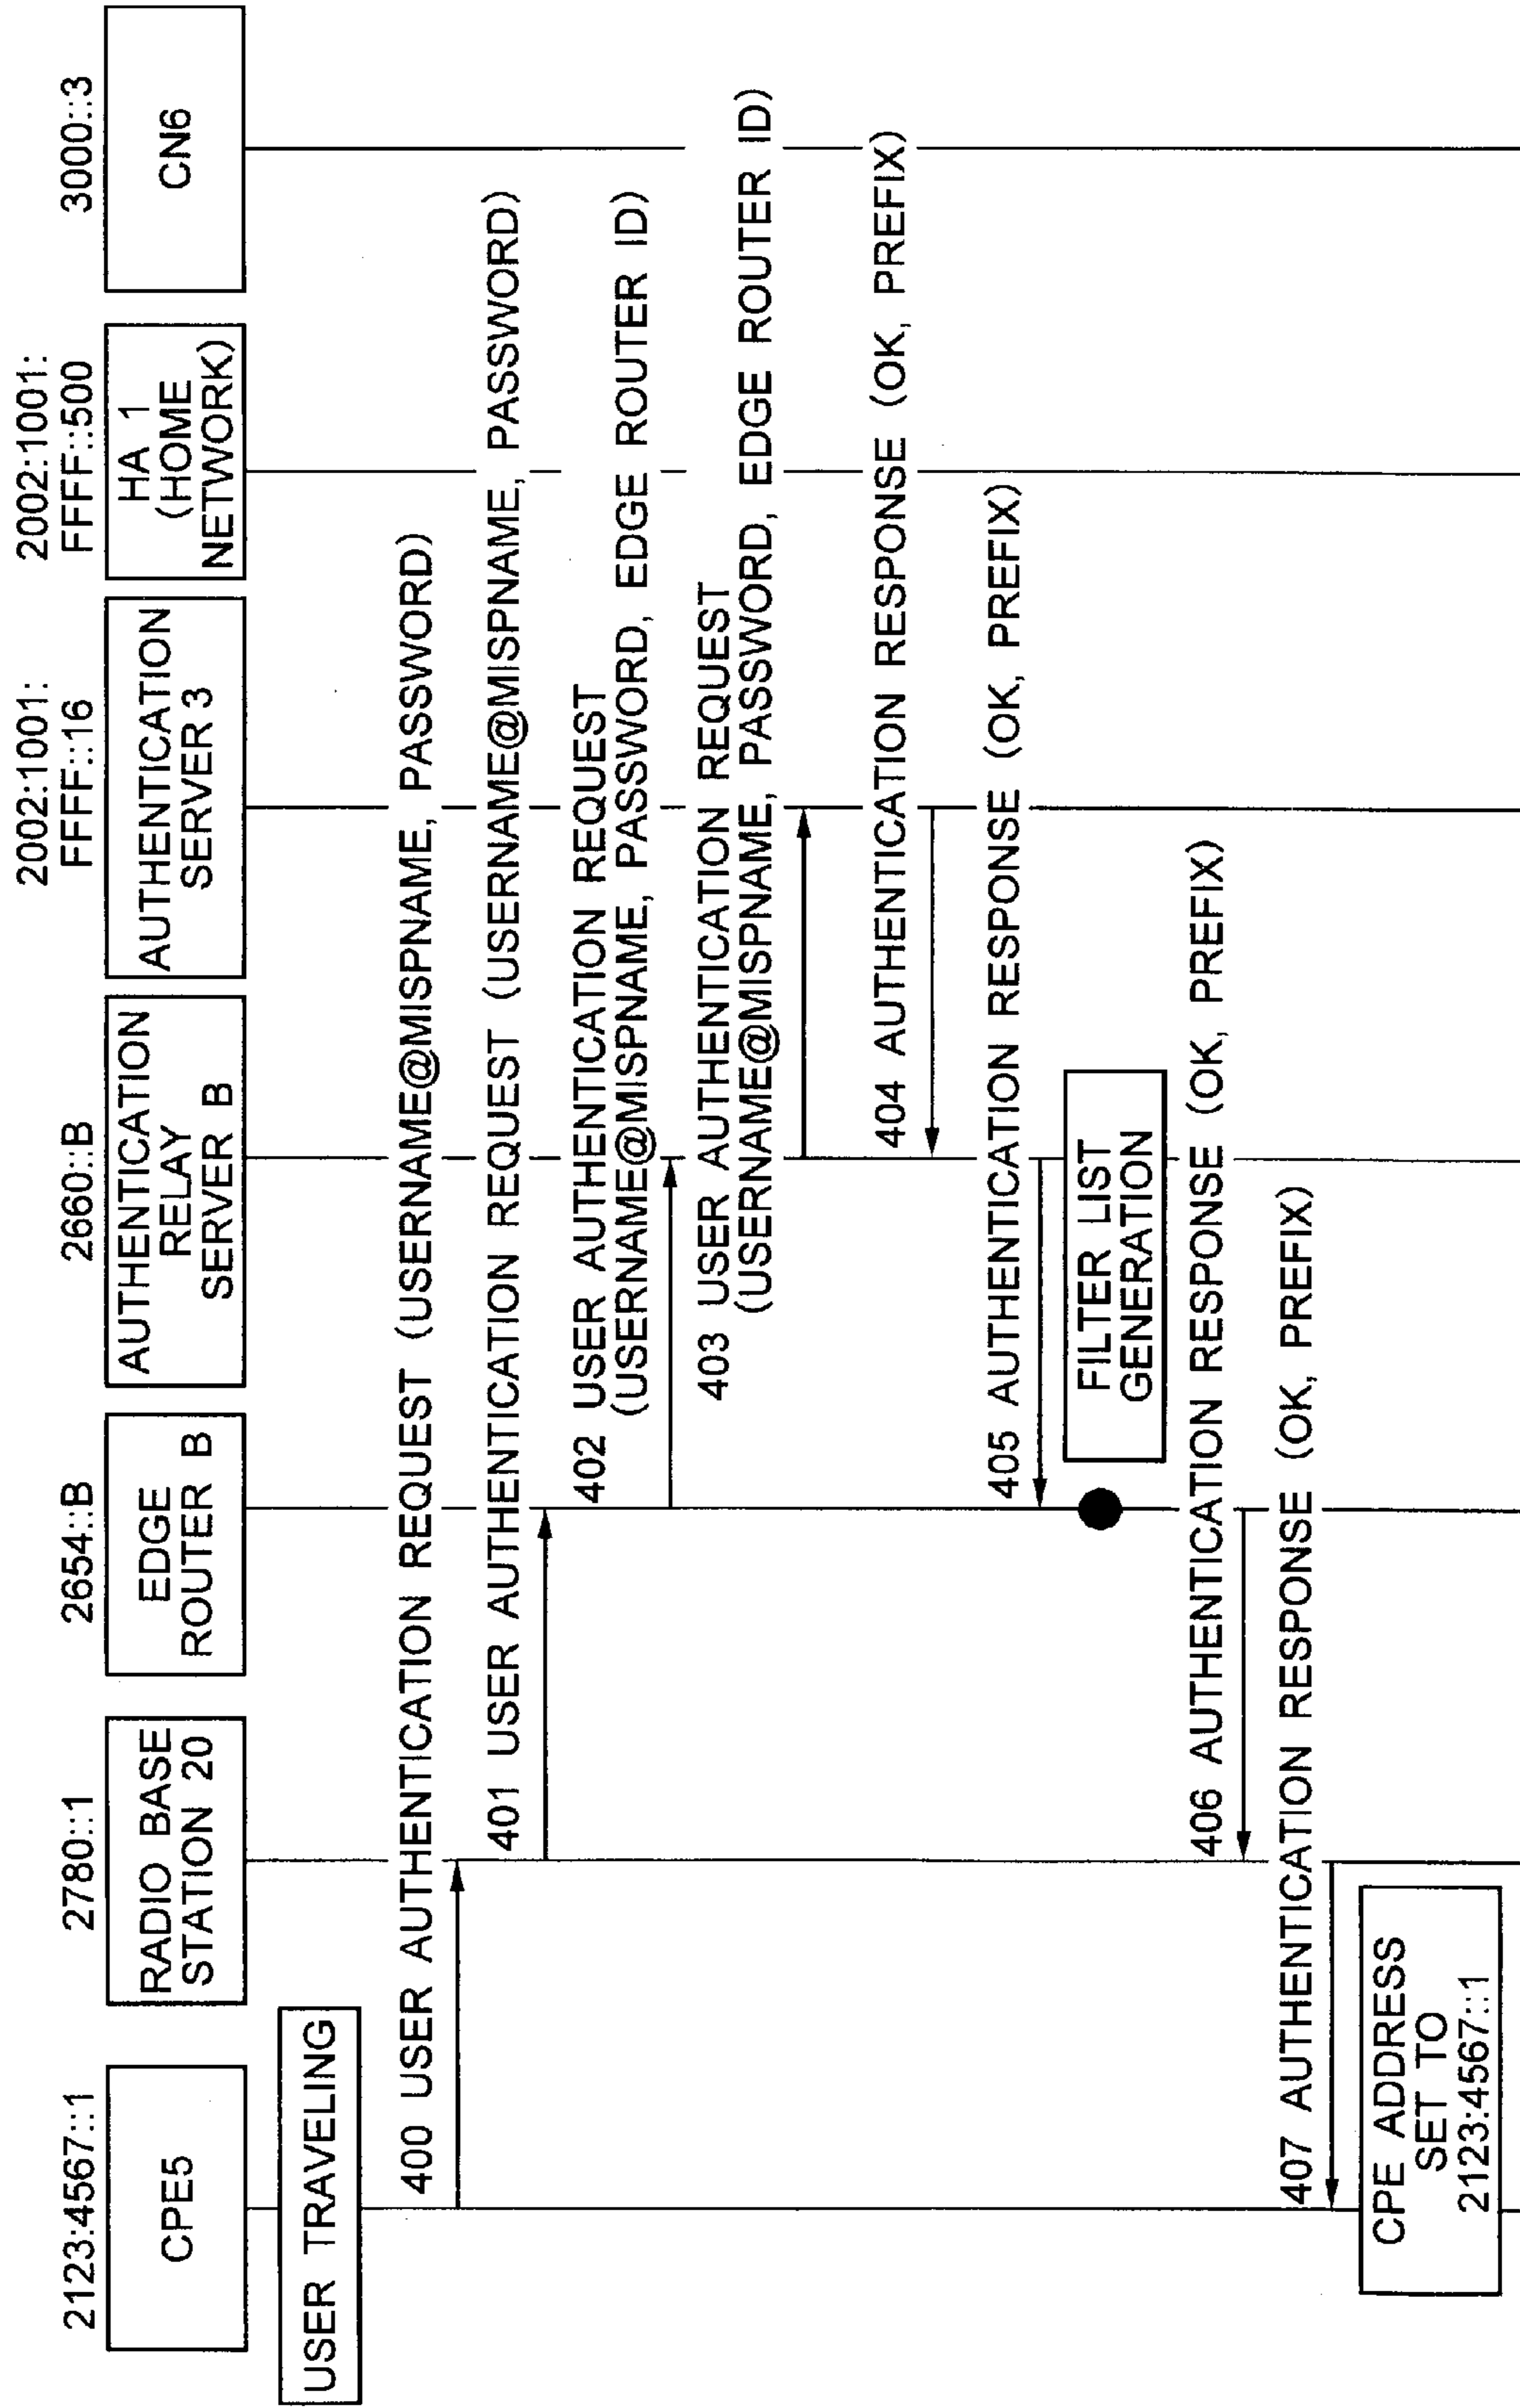 2123:4567::1
CPE5
2780::1
RADIO BASE
STATION 20
2654::B
EDGE
ROUTER B
2660::B
AUTHENTICATION
RELAY
SERVER B
2002:1001:
FFFF::16
AUTHENTICATION
SERVER 3
2002:1001:
FFFF::500
HA 1
(HOME
NETWORK)
3000::3
CN6
USER TRAVELING
400 USER AUTHENTICATION REQUEST (USERNAME@MISPNAME, PASSWORD)
401 USER AUTHENTICATION REQUEST (USERNAME@MISPNAME, PASSWORD)
402 USER AUTHENTICATION REQUEST
(USERNAME@MISPNAME, PASSWORD, EDGE ROUTER ID)
403 USER AUTHENTICATION REQUEST
(USERNAME@MISPNAME, PASSWORD, EDGE ROUTER ID)
404 AUTHENTICATION RESPONSE (OK, PREFIX)
405 AUTHENTICATION RESPONSE (OK, PREFIX)
FILTER LIST
GENERATION
406 AUTHENTICATION RESPONSE (OK, PREFIX)
407 AUTHENTICATION RESPONSE (OK, PREFIX)
CPE ADDRESS
SET TO
2123:4567::1